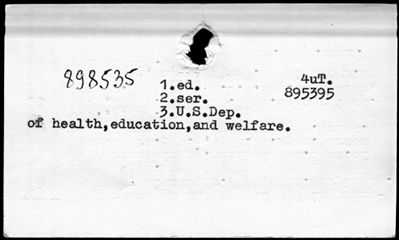 898535
1.ed. 4uT.
2.ser. 895395
3.U.S.Dep.
of health,education,and welfare.